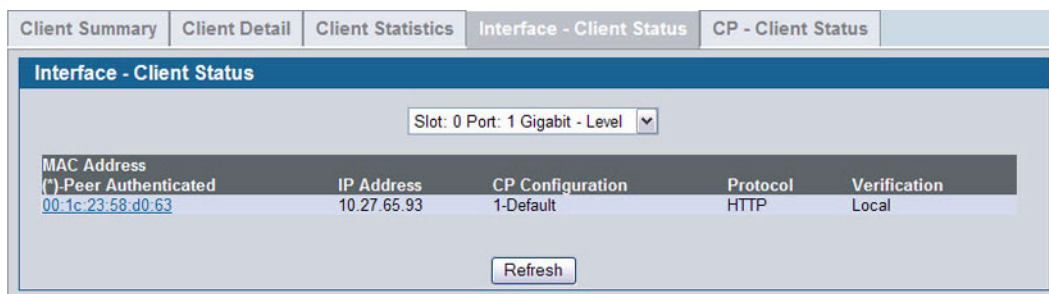 Client Summary Client Detail Client Statistics Interface - Client Status CP - Client Status
Interface - Client Status
Slot: 0 Port: 1 Gigabit - Level
MAC Address
(*)-Peer Authenticated IP Address CP Configuration Protocol Verification
00:1c:23:58:d0:63 10.27.65.93 1-Default HTTP Local
Refresh